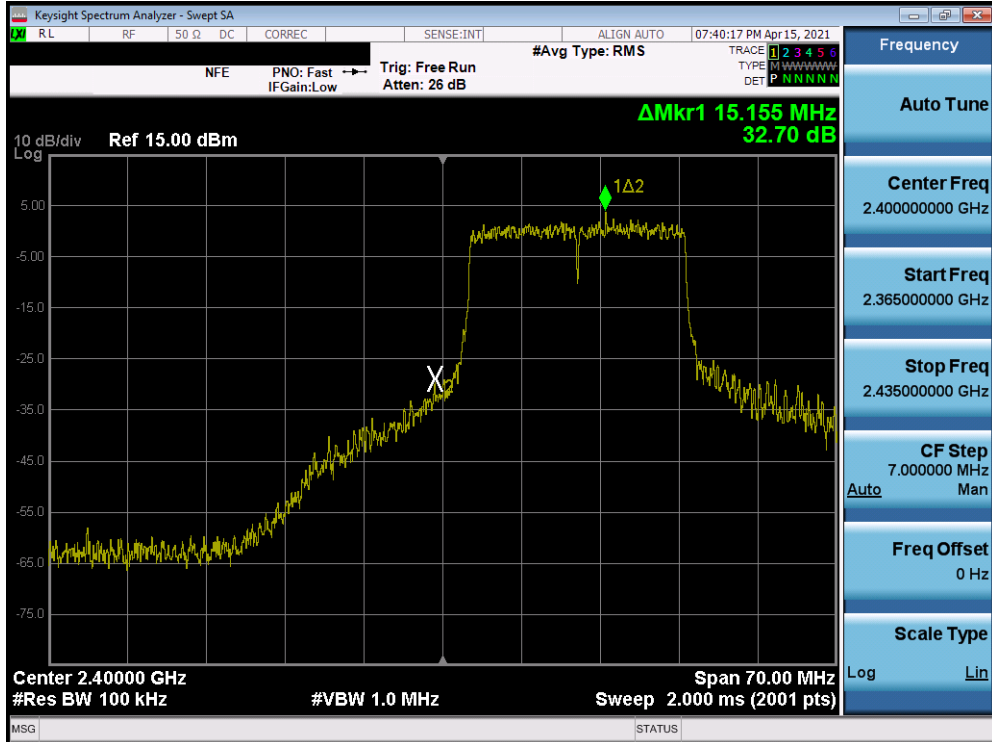 Keysight Spectrum Analyzer - Swept SA
LXI RL RF 50 Ω DC CORREC SENSE:INT ALIGN AUTO 07:40:17 PM Apr 15, 2021
NFE PNO: Fast IFGain:Low Trig: Free Run Atten: 26 dB #Avg Type: RMS
TRACE 1 2 3 4 5 6
TYPE M WWWWW
DET P N N N N N
ΔMkr1 15.155 MHz
32.70 dB
10 dB/div Ref 15.00 dBm
Log
1Δ2
5.00
-5.00
-15.0
-25.0
-35.0
-45.0
-55.0
-65.0
-75.0
Center 2.40000 GHz Span 70.00 MHz
#Res BW 100 kHz #VBW 1.0 MHz Sweep 2.000 ms (2001 pts)
MSG STATUS
Frequency
Auto Tune
Center Freq
2.400000000 GHz
Start Freq
2.365000000 GHz
Stop Freq
2.435000000 GHz
CF Step
7.000000 MHz
Auto Man
Freq Offset
0 Hz
Scale Type
Log Lin